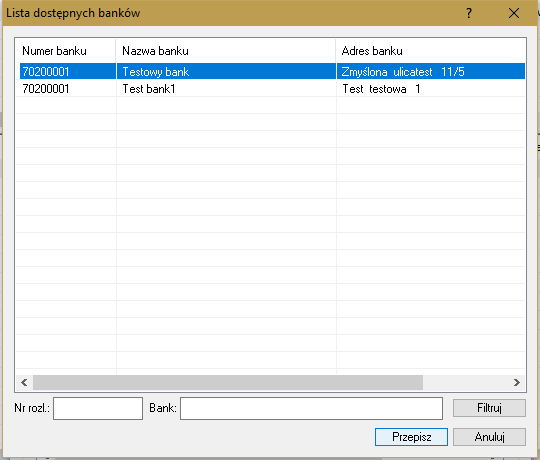 Lista dostępnych banków ?
Numer banku Nazwa banku Adres banku
70200001 Testowy bank Zmyślona ulicatest 11/5
70200001 Test bank1 Test testowa 1
Nr rozl.: Bank: Filtruj
Przepisz Anuluj